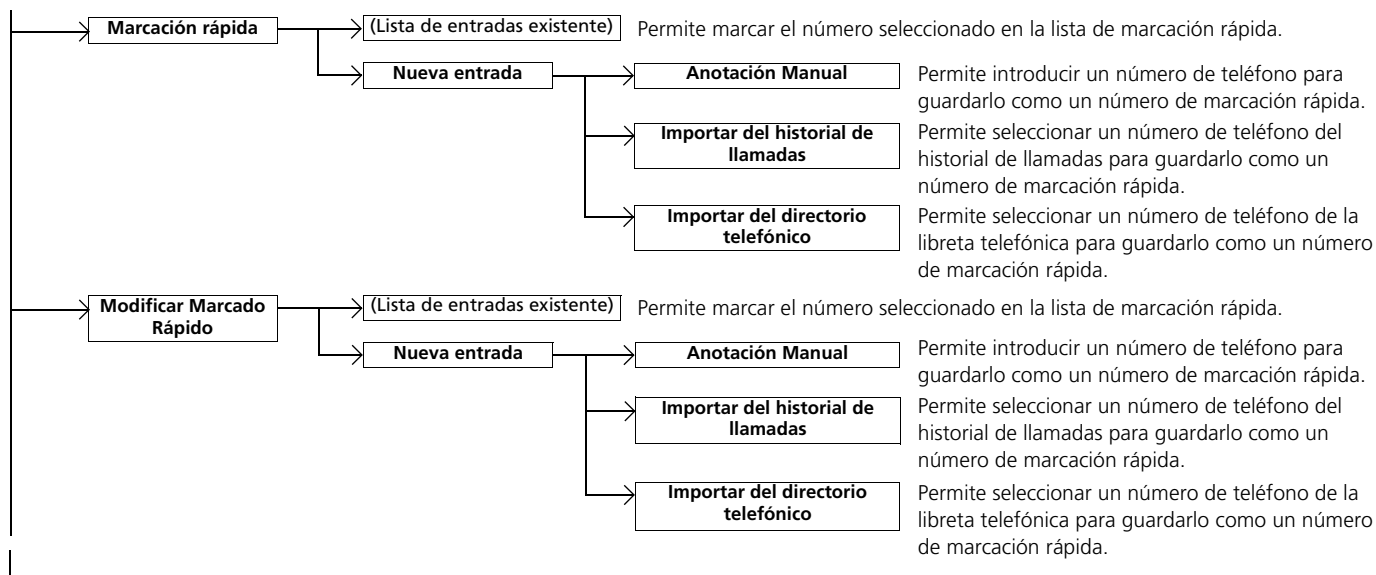 Marcación rápida
(Lista de entradas existente)
Permite marcar el número seleccionado en la lista de marcación rápida.
Nueva entrada
Anotación Manual
Permite introducir un número de teléfono para
guardarlo como un número de marcación rápida.
Importar del historial de
llamadas
Permite seleccionar un número de teléfono del
historial de llamadas para guardarlo como un
número de marcación rápida.
Importar del directorio
telefónico
Permite seleccionar un número de teléfono de la
libreta telefónica para guardarlo como un número
de marcación rápida.
Modificar Marcado
Rápido
(Lista de entradas existente)
Permite marcar el número seleccionado en la lista de marcación rápida.
Nueva entrada
Anotación Manual
Permite introducir un número de teléfono para
guardarlo como un número de marcación rápida.
Importar del historial de
llamadas
Permite seleccionar un número de teléfono del
historial de llamadas para guardarlo como un
número de marcación rápida.
Importar del directorio
telefónico
Permite seleccionar un número de teléfono de la
libreta telefónica para guardarlo como un número
de marcación rápida.